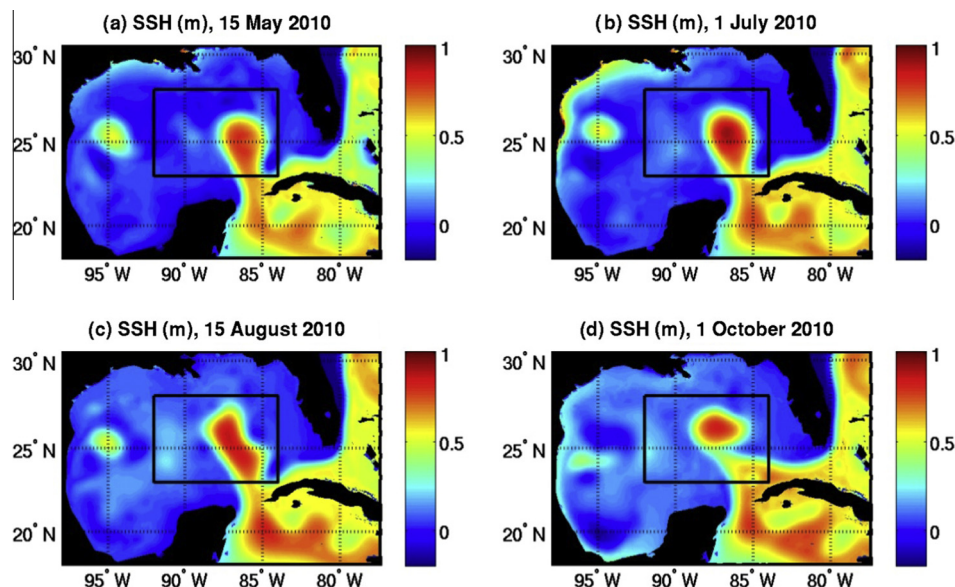 (a) SSH (m), 15 May 2010
30° N
25° N
20° N
95° W 90° W 85° W 80° W
1
0.5
0
(b) SSH (m), 1 July 2010
30° N
25° N
20° N
95° W 90° W 85° W 80° W
1
0.5
0
(c) SSH (m), 15 August 2010
30° N
25° N
20° N
95° W 90° W 85° W 80° W
1
0.5
0
(d) SSH (m), 1 October 2010
30° N
25° N
20° N
95° W 90° W 85° W 80° W
1
0.5
0